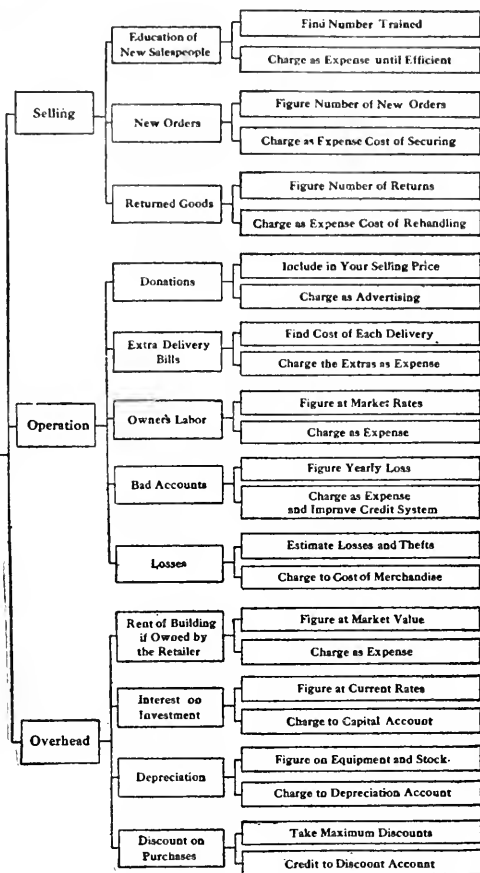 Selling
Education of
New Salespeople
Find Number Trained
Charge as Expense until Efficient
New Orders
Figure Number of New Orders
Charge as Expense Cost of Securing
Returned Goods
Figure Number of Returns
Charge as Expense Cost of Rehandling
Operation
Donations
Include in Your Selling Price
Charge as Advertising
Extra Delivery
Bills
Find Cost of Each Delivery
Charge the Extras as Expense
Owner's Labor
Figure at Market Rates
Charge as Expense
Bad Accounts
Figure Yearly Loss
Charge as Expense
and Improve Credit System
Losses
Estimate Losses and Thefts
Charge to Cost of Merchandise
Overhead
Rent of Building
if Owned by
the Retailer
Figure at Market Value
Charge as Expense
Interest on
Investment
Figure at Current Rates
Charge to Capital Account
Depreciation
Figure on Equipment and Stock
Charge to Depreciation Account
Discount on
Purchases
Take Maximum Discounts
Credit to Discount Account